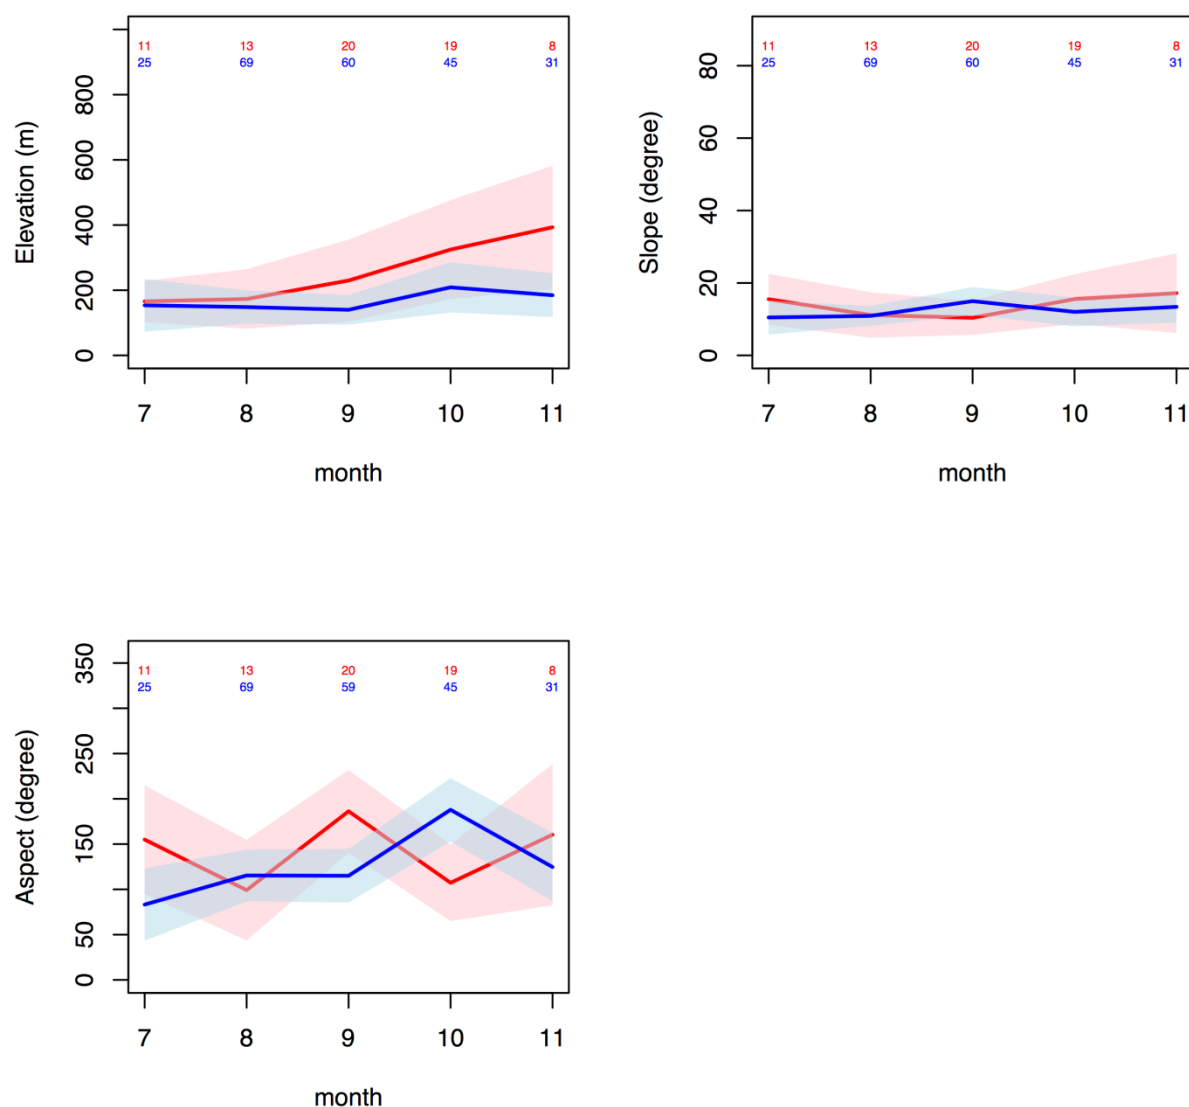 Elevation (m)
0
200
400
600
800
11 13 20 19 8
25 69 60 45 31
7 8 9 10 11
month
Slope (degree)
0
20
40
60
80
11 13 20 19 8
25 69 60 45 31
7 8 9 10 11
month
Aspect (degree)
0
50
150
250
350
11 13 20 19 8
25 69 59 45 31
7 8 9 10 11
month